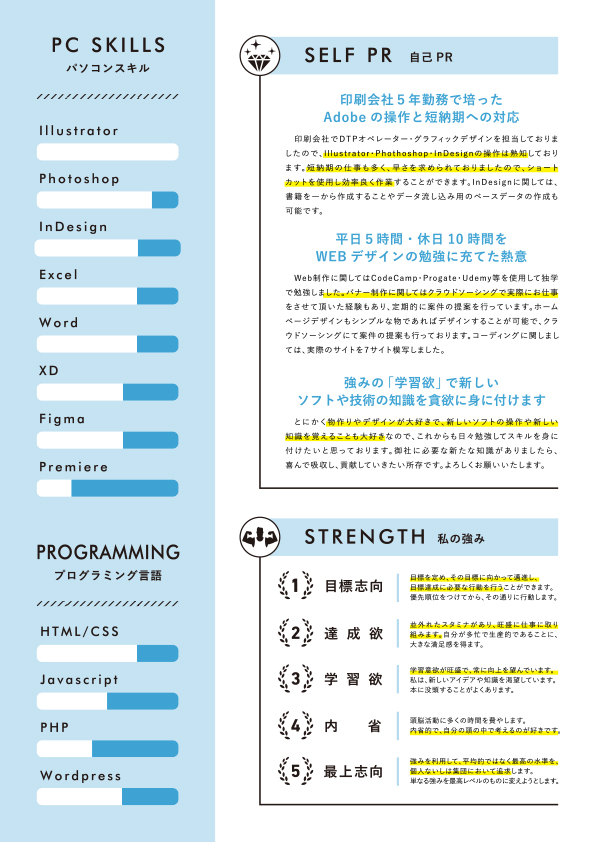 PC SKILLS
パソコンスキル
Illustrator
Photoshop
InDesign
Excel
Word
XD
Figma
Premiere
PROGRAMMING
プログラミング言語
HTML/CSS
Javascript
PHP
Wordpress
SELF PR 自己 PR
印刷会社５年勤務で培った
Adobe の操作と短納期への対応
印刷会社でDTPオペレーター・グラフィックデザインを担当しておりま
したので、Illustrator・Phothoshop・InDesignの操作は熟知しており
ます。短納期の仕事も多く、早さを求められておりましたので、ショート
カットを使用し効率良く作業することができます。InDesignに関しては、
書籍を一から作成することやデータ流し込み用のベースデータの作成も
可能です。
平日５時間・休日 10 時間を
WEB デザインの勉強に充てた熱意
Web制作に関してはCodeCamp・Progate・Udemy等を使用して独学
で勉強しました。バナー制作に関してはクラウドソーシングで実際にお仕事
をさせて頂いた経験もあり、定期的に案件の提案を行っています。ホーム
ページデザインもシンプルな物であればデザインすることが可能で、クラ
ウドソーシングにて案件の提案も行っております。コーディングに関しまし
ては、実際のサイトを7サイト模写しました。
強みの「学習欲」で新しい
ソフトや技術の知識を貪欲に身に付けます
とにかく物作りやデザインが大好きで、新しいソフトの操作や新しい
知識を覚えることも大好きなので、これからも日々勉強してスキルを身に
付けたいと思っております。御社に必要な新たな知識がありましたら、
喜んで吸収し、貢献していきたい所存です。よろしくお願いいたします。
STRENGTH 私の強み
1 目標志向
目標を定め、その目標に向かって邁進し、
目標達成に必要な行動を行うことができます。
優先順位をつけてから、その通りに行動します。
2 達成欲
並外れたスタミナがあり、旺盛に仕事に取り
組みます。自分が多忙で生産的であることに、
大きな満足感を得ます。
3 学習欲
学習意欲が旺盛で、常に向上を望んでいます。
私は、新しいアイデアや知識を渇望しています。
本に没頭することがよくあります。
4 内省
頭脳活動に多くの時間を費やします。
内省的で、自分の頭の中で考えるのが好きです。
5 最上志向
強みを利用して、平均的ではなく最高の水準を、
個人ないしは集団において追求します。
単なる強みを最高レベルのものに変えようとします。